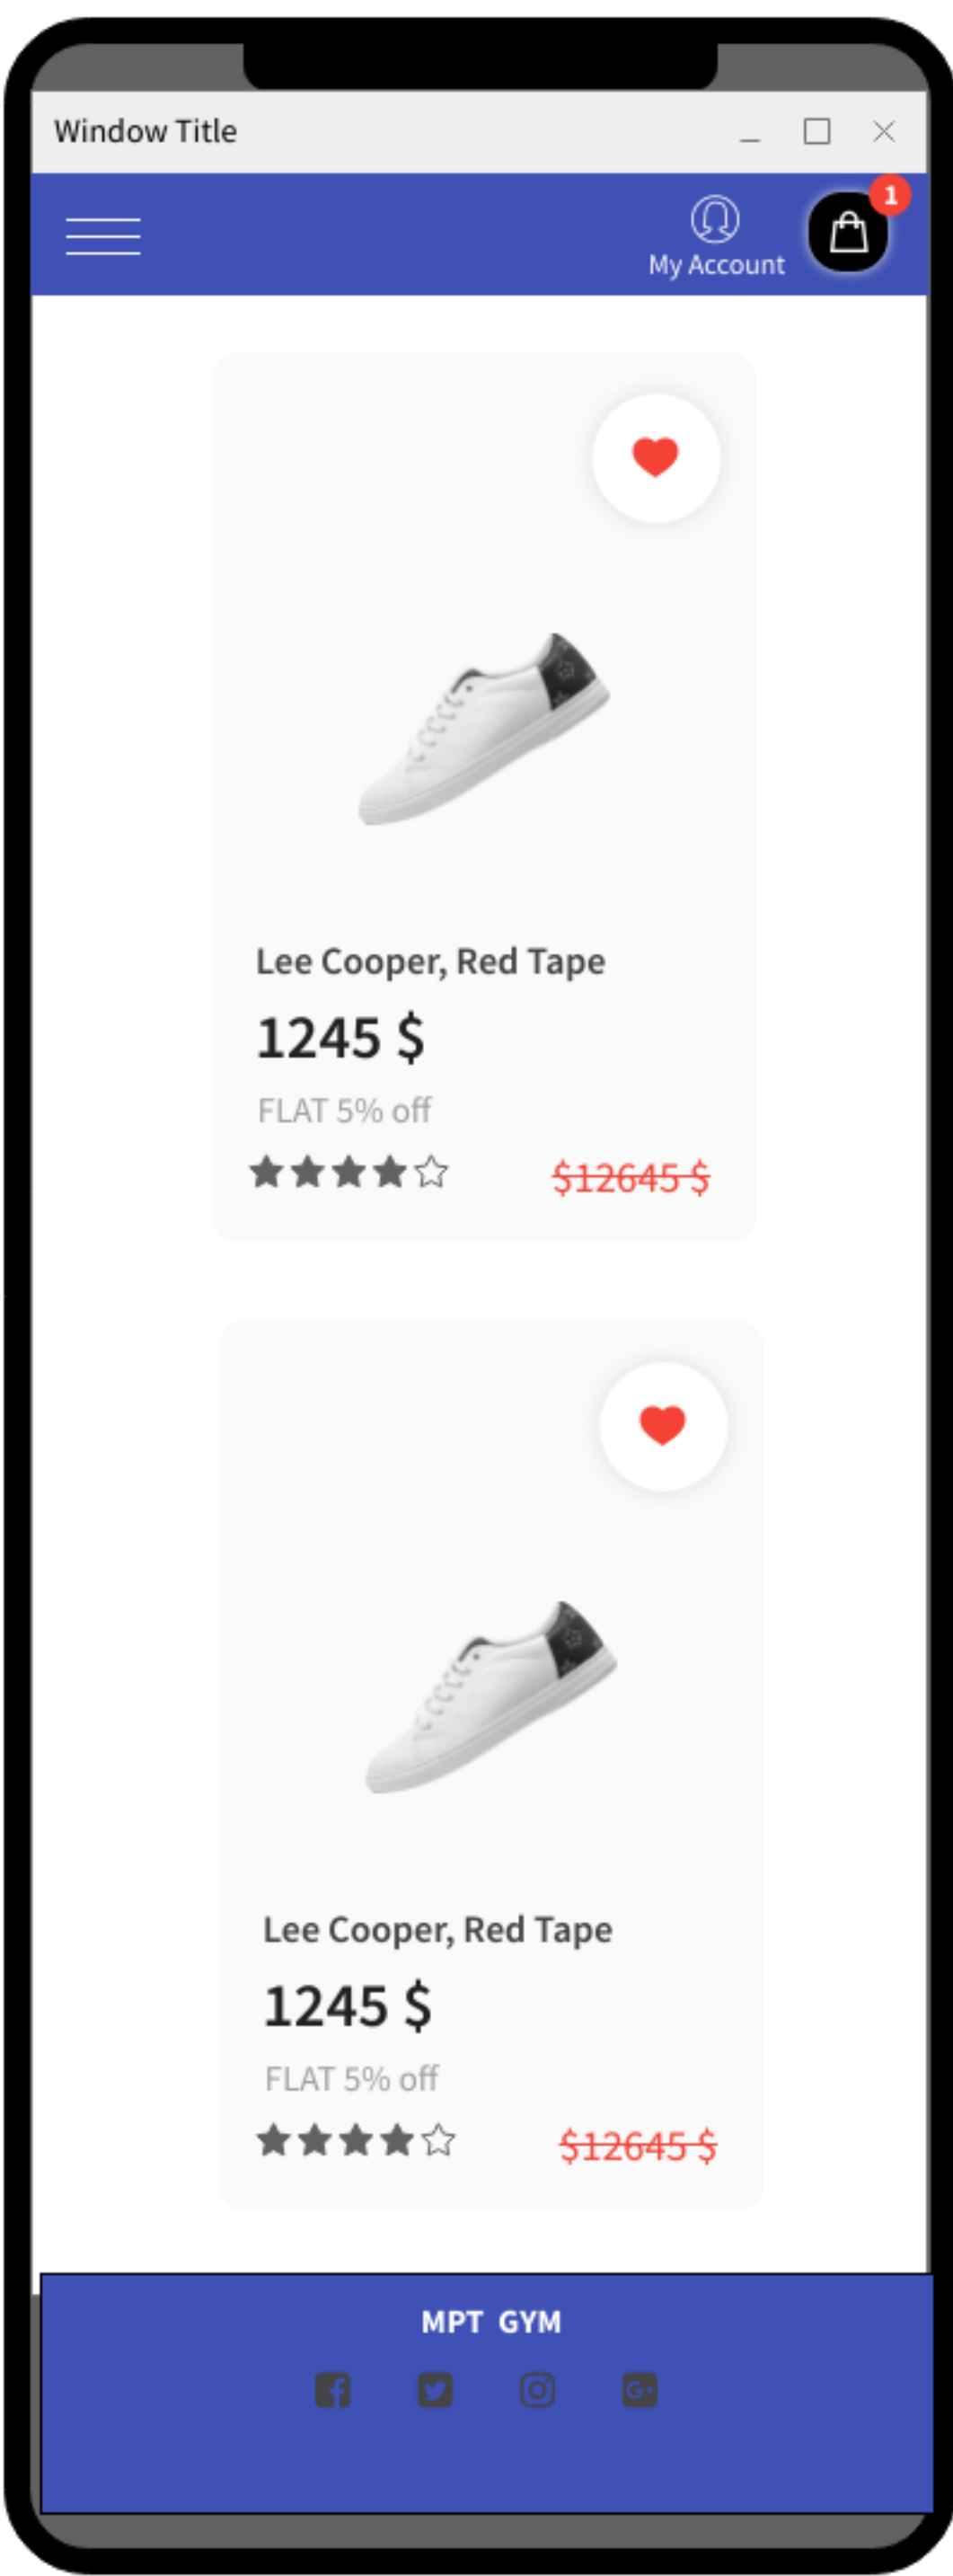 Window Title
1
My Account
Lee Cooper, Red Tape
1245 $
FLAT 5% off
$12645 $
Lee Cooper, Red Tape
1245 $
FLAT 5% off
$12645 $
MPT GYM
G+